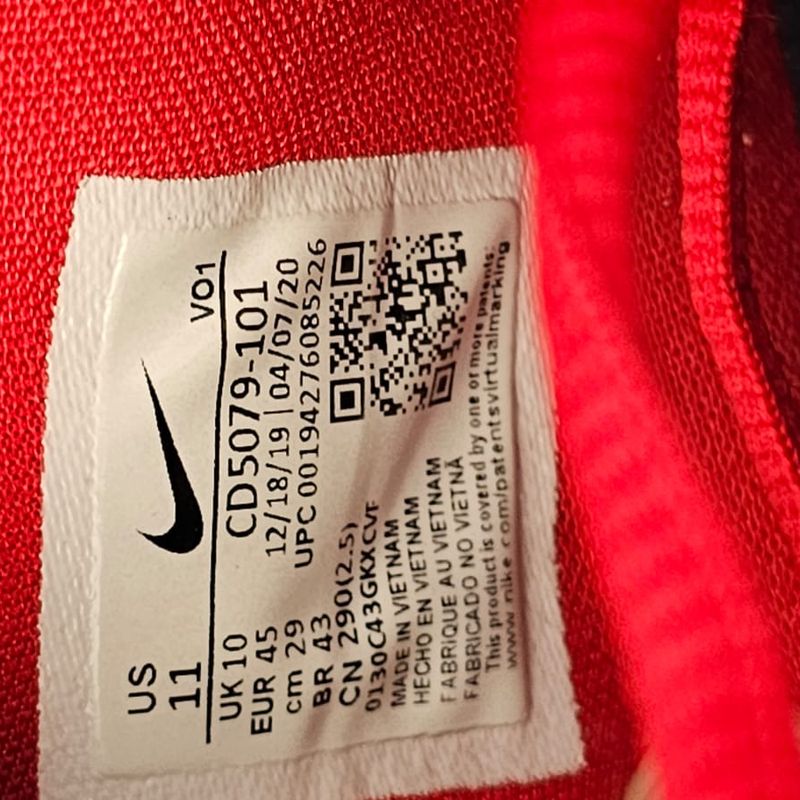 US
11
VO1
UK 10
EUR 45
cm 29
BR 43
CN 290(2.5)
CD5079-101
12/18/19 | 04/07/20
UPC 00194276085226
0130C43GKXCVF
MADE IN VIETNAM
HECHO EN VIETNAM
FABRIQUE AU VIETNAM
FABRICADO NO VIETNÃ
This product is covered by one or more patents:
www.nike.com/patentsvirtualmarking